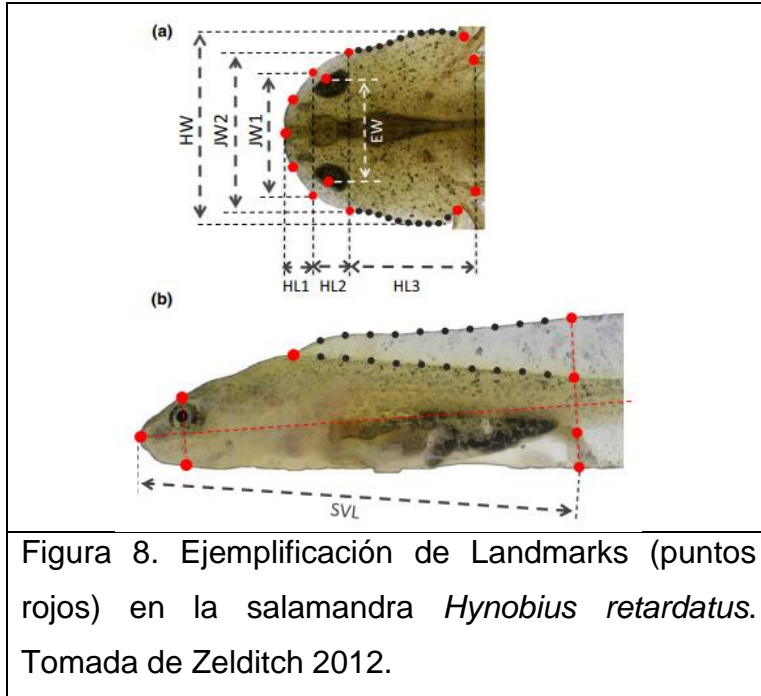 (a)
HW
JW2
JW1
EW
HL1 HL2 HL3
(b)
SVL
Figura 8. Ejemplificación de Landmarks (puntos
rojos) en la salamandra Hynobius retardatus.
Tomada de Zelditch 2012.